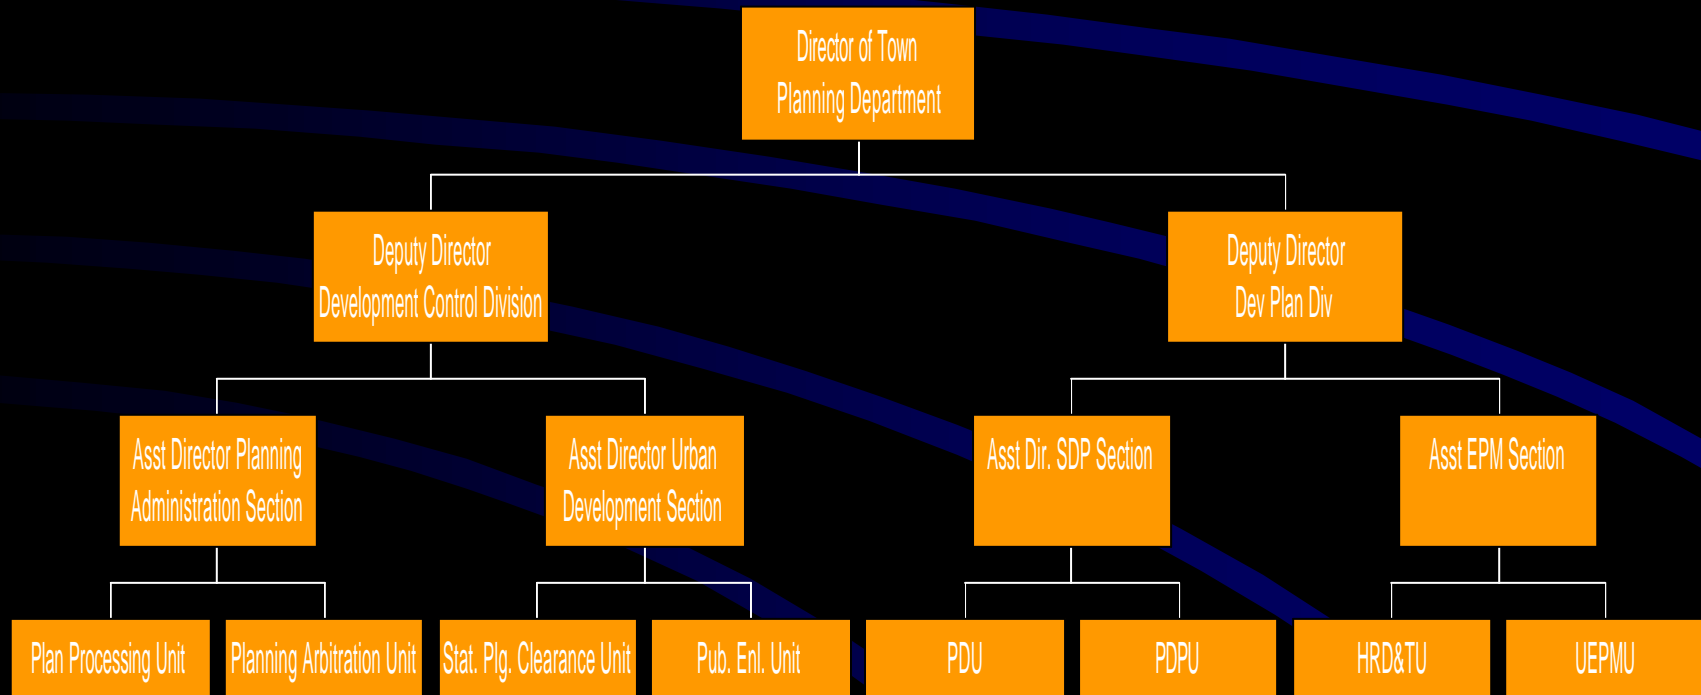 Director of Town
Planning Department
Deputy Director
Development Control Division
Deputy Director
Dev Plan Div
Asst Director Planning
Administration Section
Asst Director Urban
Development Section
Asst Dir. SDP Section
Asst EPM Section
Plan Processing Unit
Planning Arbitration Unit
Stat. Plg. Clearance Unit
Pub. Enl. Unit
PDU
PDPU
HRD&TU
UEPMU